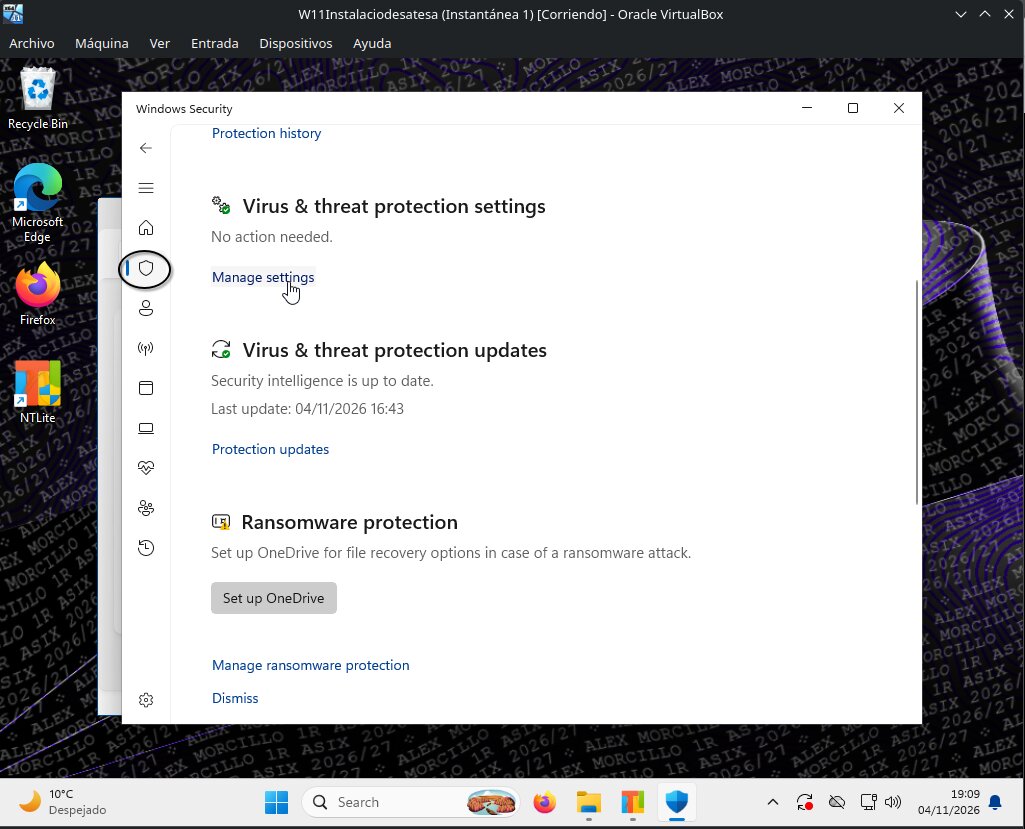 W11Instalaciodesatesa (Instantánea 1) [Corriendo] - Oracle VirtualBox
Archivo Máquina Ver Entrada Dispositivos Ayuda
Recycle Bin
Microsoft Edge
Firefox
NTLite
ALEX MORCILLO 1R ASIX 2026/27
Windows Security
Protection history
Virus & threat protection settings
No action needed.
Manage settings
Virus & threat protection updates
Security intelligence is up to date.
Last update: 04/11/2026 16:43
Protection updates
Ransomware protection
Set up OneDrive for file recovery options in case of a ransomware attack.
Set up OneDrive
Manage ransomware protection
Dismiss
10°C
Despejado
Search
19:09
04/11/2026